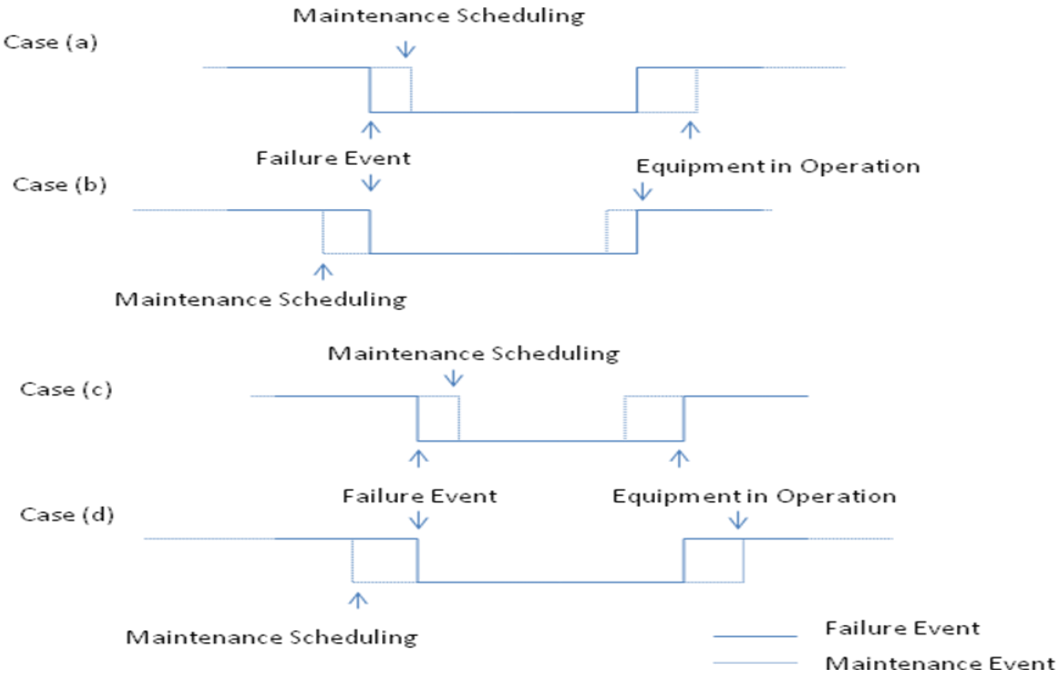 Maintenance Scheduling
Case (a)
Failure Event
Equipment in Operation
Case (b)
Maintenance Scheduling
Maintenance Scheduling
Case (c)
Failure Event
Equipment in Operation
Case (d)
Maintenance Scheduling
Failure Event
Maintenance Event